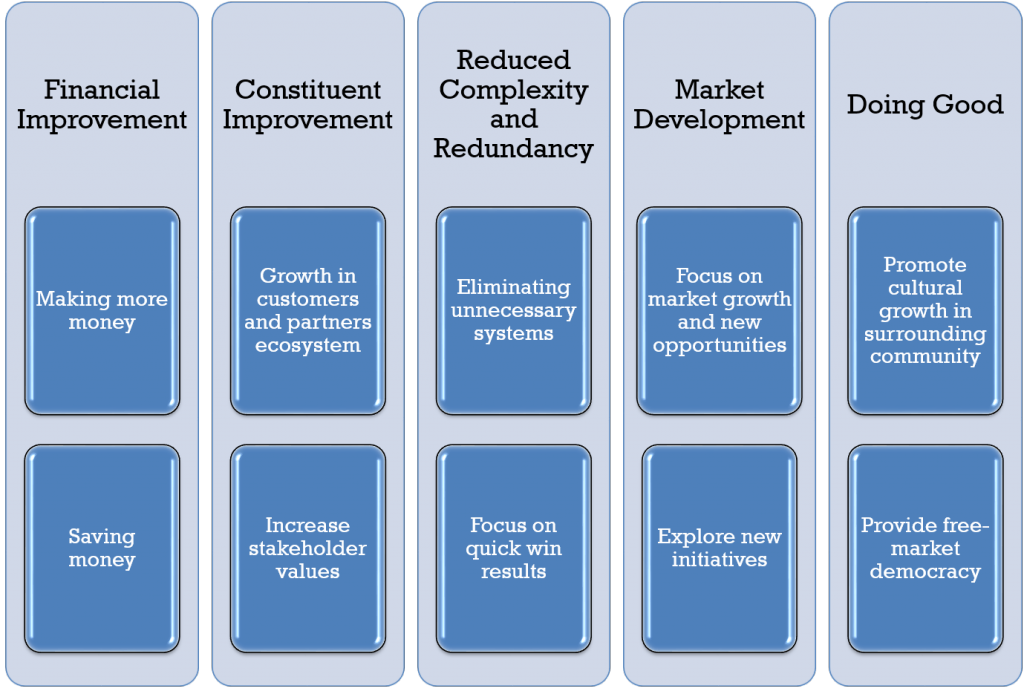 Financial
Improvement
Making more
money
Saving
money
Constituent
Improvement
Growth in
customers
and partners
ecosystem
Increase
stakeholder
values
Reduced
Complexity
and
Redundancy
Eliminating
unnecessary
systems
Focus on
quick win
results
Market
Development
Focus on
market growth
and new
opportunities
Explore new
initiatives
Doing Good
Promote
cultural
growth in
surrounding
community
Provide free-
market
democracy